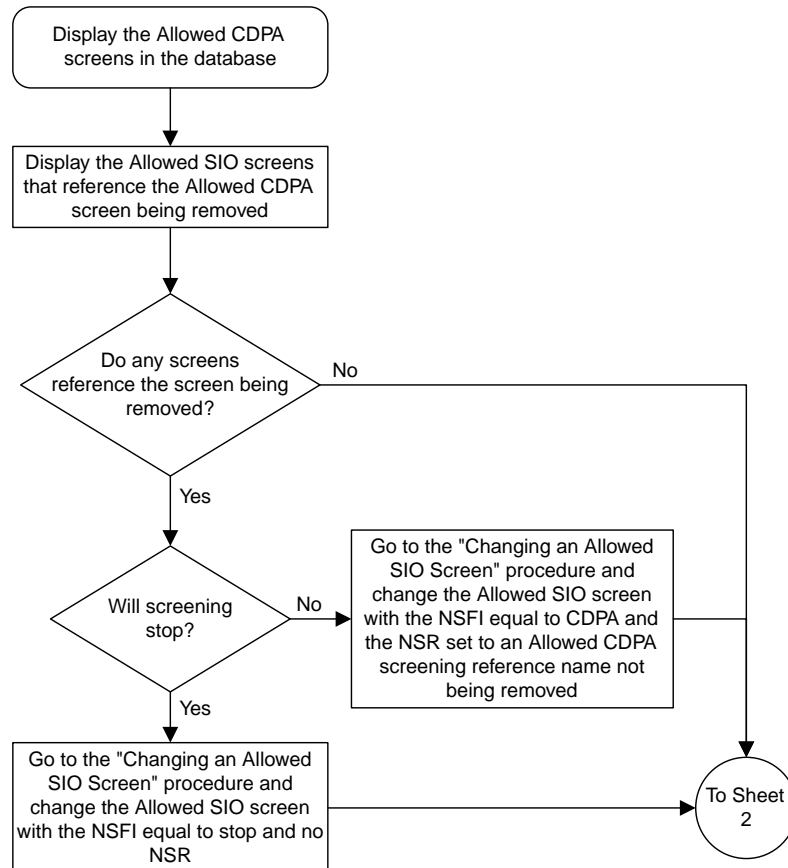 Display the Allowed CDPA
screens in the database
Display the Allowed SIO screens
that reference the Allowed CDPA
screen being removed
Do any screens
reference the screen being
removed?
No
Yes
Will screening
stop?
No
Go to the "Changing an Allowed
SIO Screen" procedure and
change the Allowed SIO screen
with the NSFI equal to CDPA and
the NSR set to an Allowed CDPA
screening reference name not
being removed
Yes
Go to the "Changing an Allowed
SIO Screen" procedure and
change the Allowed SIO screen
with the NSFI equal to stop and no
NSR
To Sheet
2